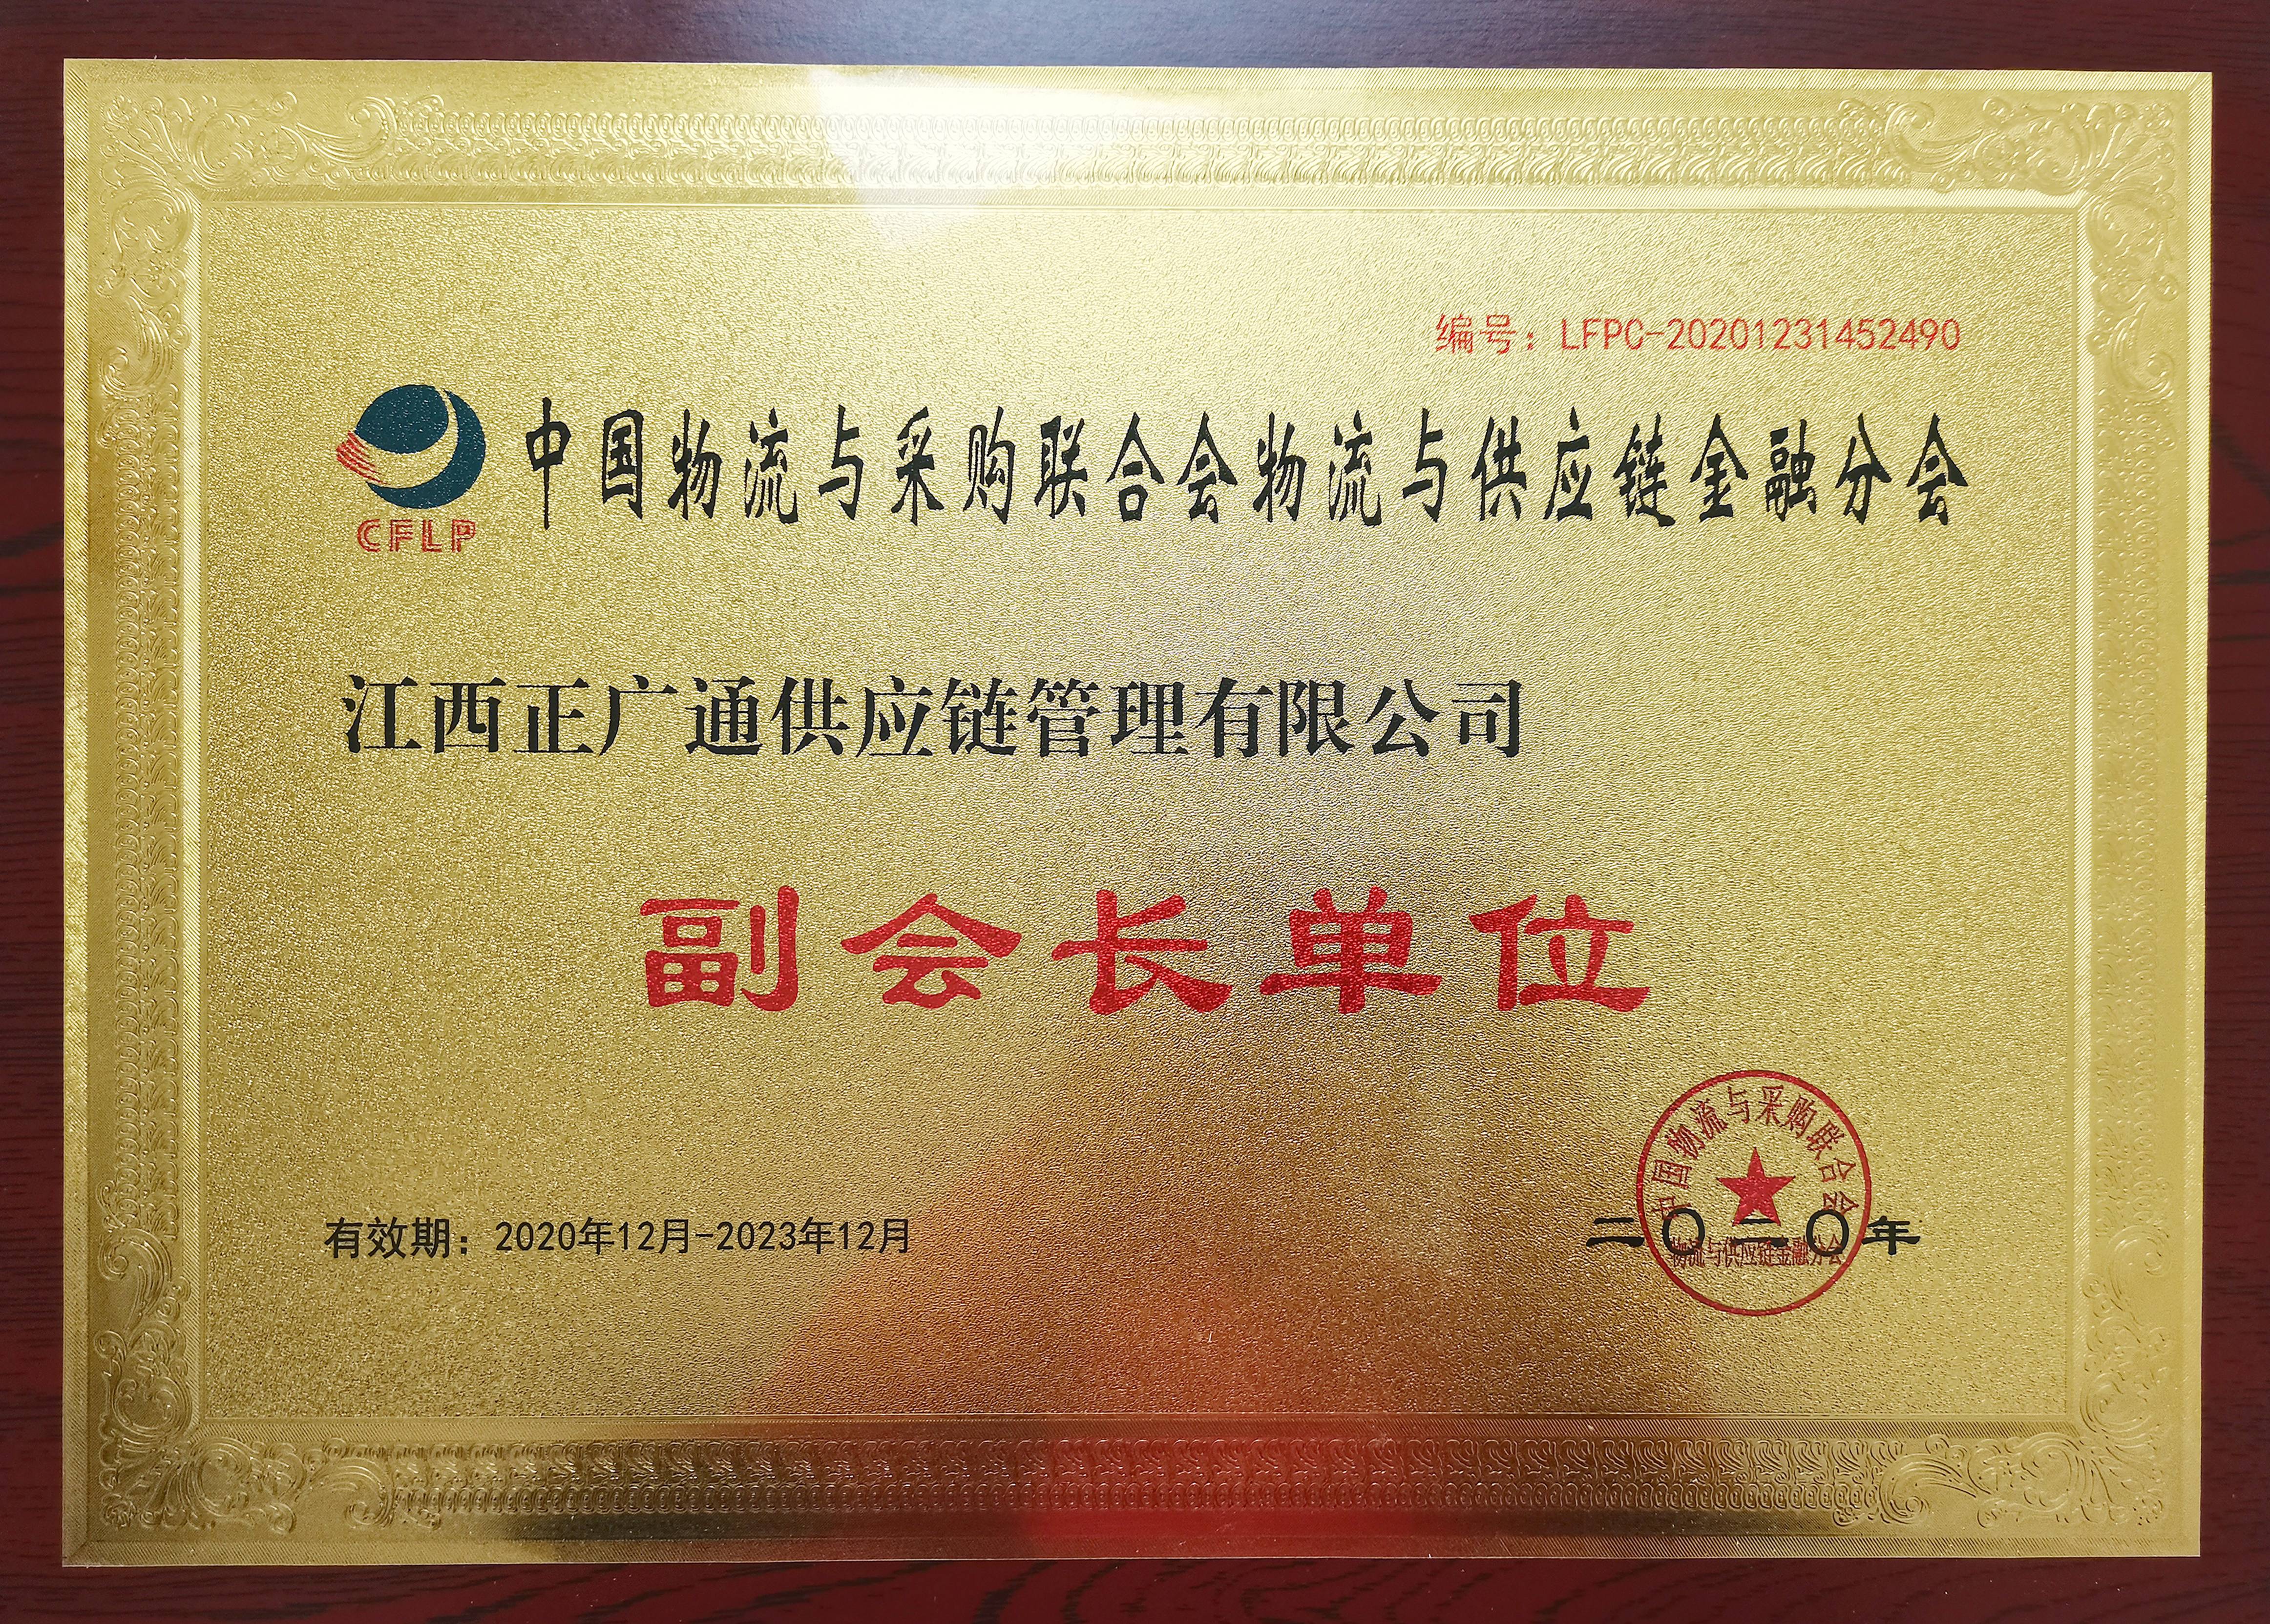 编号：LFPC-20201231452490
中国物流与采购联合会物流与供应链金融分会
CFLP
江西正广通供应链管理有限公司
副会长单位
中国物流与采购联合会
有效期：2020年12月-2023年12月
二〇二〇年
物流与供应链金融分会